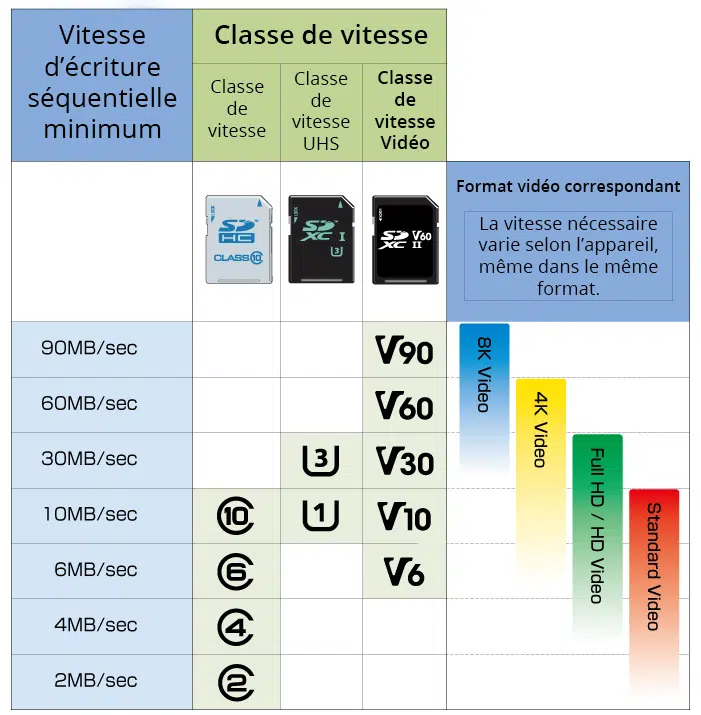 Vitesse
d’écriture
séquentielle
minimum
Classe de vitesse
Classe
de
vitesse
Classe
de
vitesse
UHS
Classe
de
vitesse
Vidéo
LOCK
SD
HC
CLASS 10
LOCK
SD
XC I
3
LOCK
SD
XC
V60
II
Format vidéo correspondant
La vitesse nécessaire
varie selon l’appareil,
même dans le même
format.
90MB/sec
V90
60MB/sec
V60
30MB/sec
3
V30
10MB/sec
10
1
V10
6MB/sec
6
V6
4MB/sec
4
2MB/sec
2
8K Video
4K Video
Full HD / HD Video
Standard Video